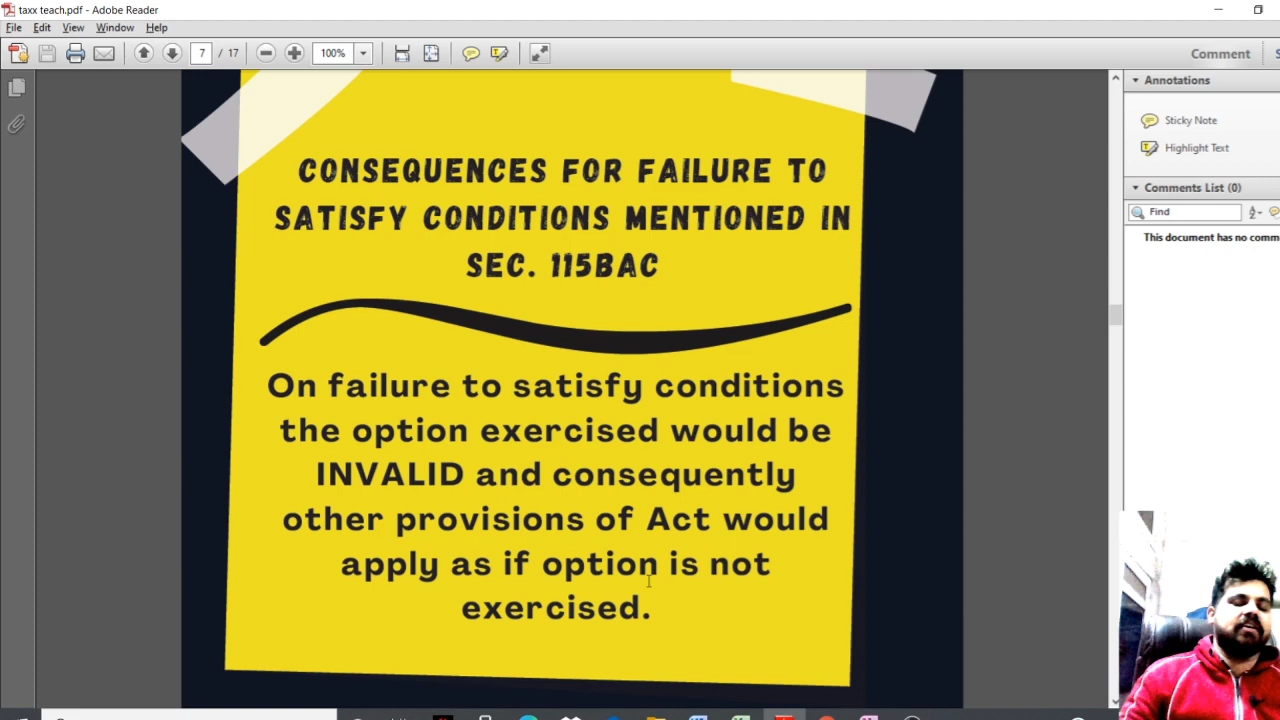 taxx teach.pdf - Adobe Reader
File Edit View Window Help
7 / 17 100% Comment
Annotations
Sticky Note
Highlight Text
Comments List (0)
Find
This document has no comm
CONSEQUENCES FOR FAILURE TO
SATISFY CONDITIONS MENTIONED IN
SEC. 115BAC
On failure to satisfy conditions
the option exercised would be
INVALID and consequently
other provisions of Act would
apply as if option is not
exercised.